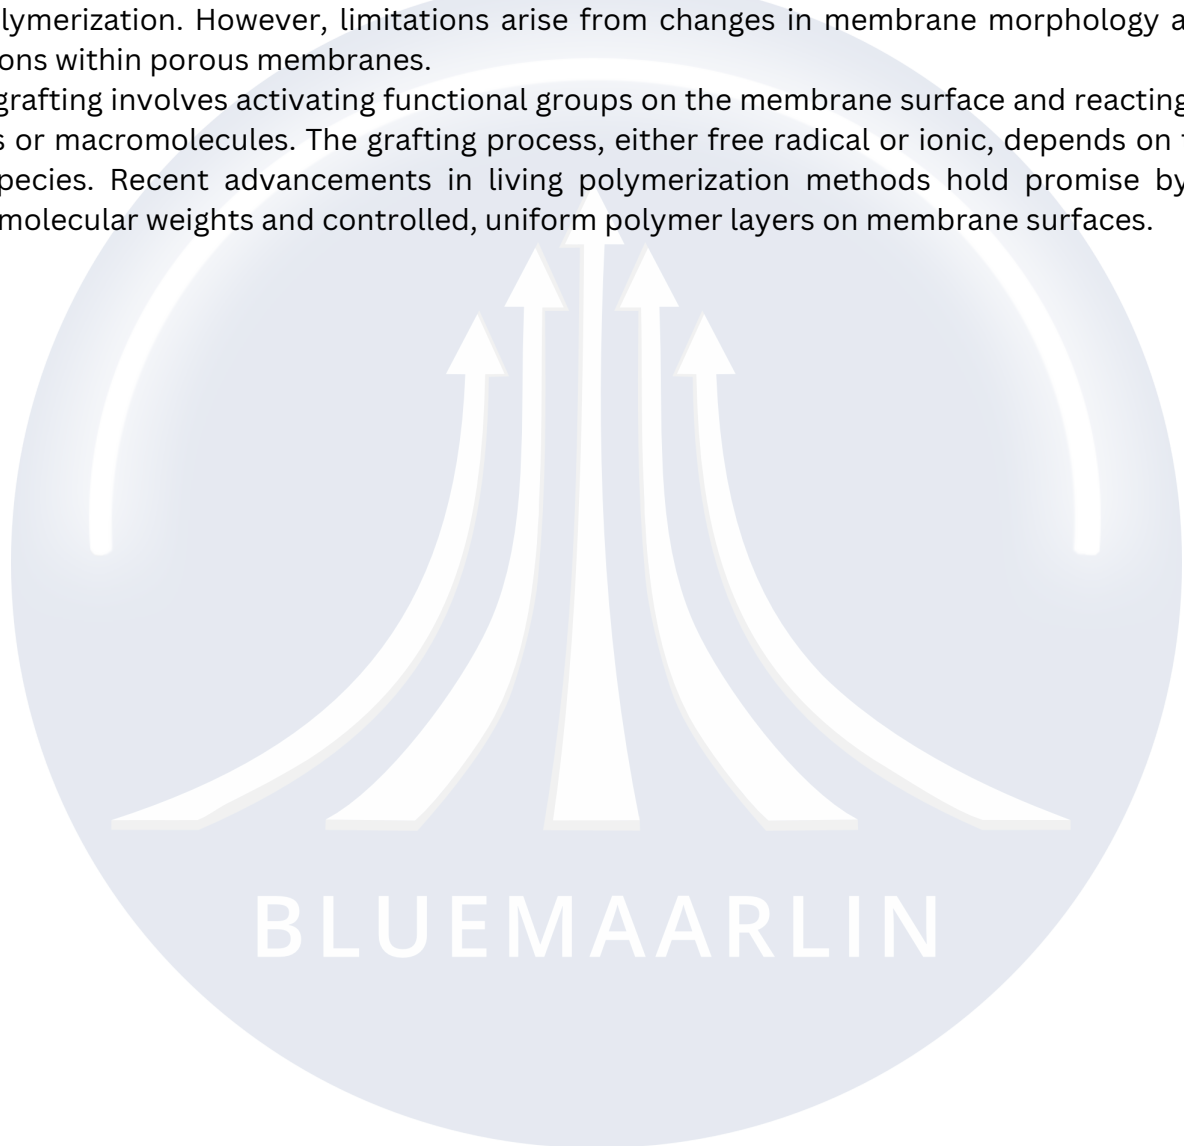 lymerization. However, limitations arise from changes in membrane morphology a
ons within porous membranes.
grafting involves activating functional groups on the membrane surface and reacting
s or macromolecules. The grafting process, either free radical or ionic, depends on
pecies. Recent advancements in living polymerization methods hold promise by
molecular weights and controlled, uniform polymer layers on membrane surfaces.
BLUEMAARLIN